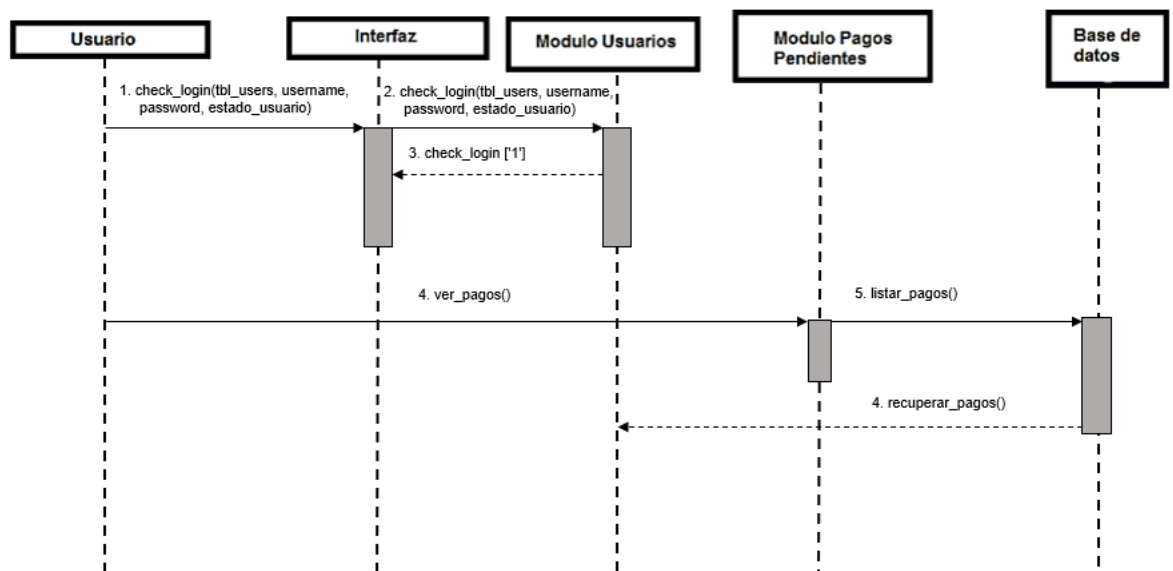 Usuario
Interfaz
Modulo Usuarios
Modulo Pagos
Pendientes
Base de
datos
1. check_login(tbl_users, username,
password, estado_usuario)
2. check_login(tbl_users, username,
password, estado_usuario)
3. check_login ['1']
4. ver_pagos()
5. listar_pagos()
4. recuperar_pagos()